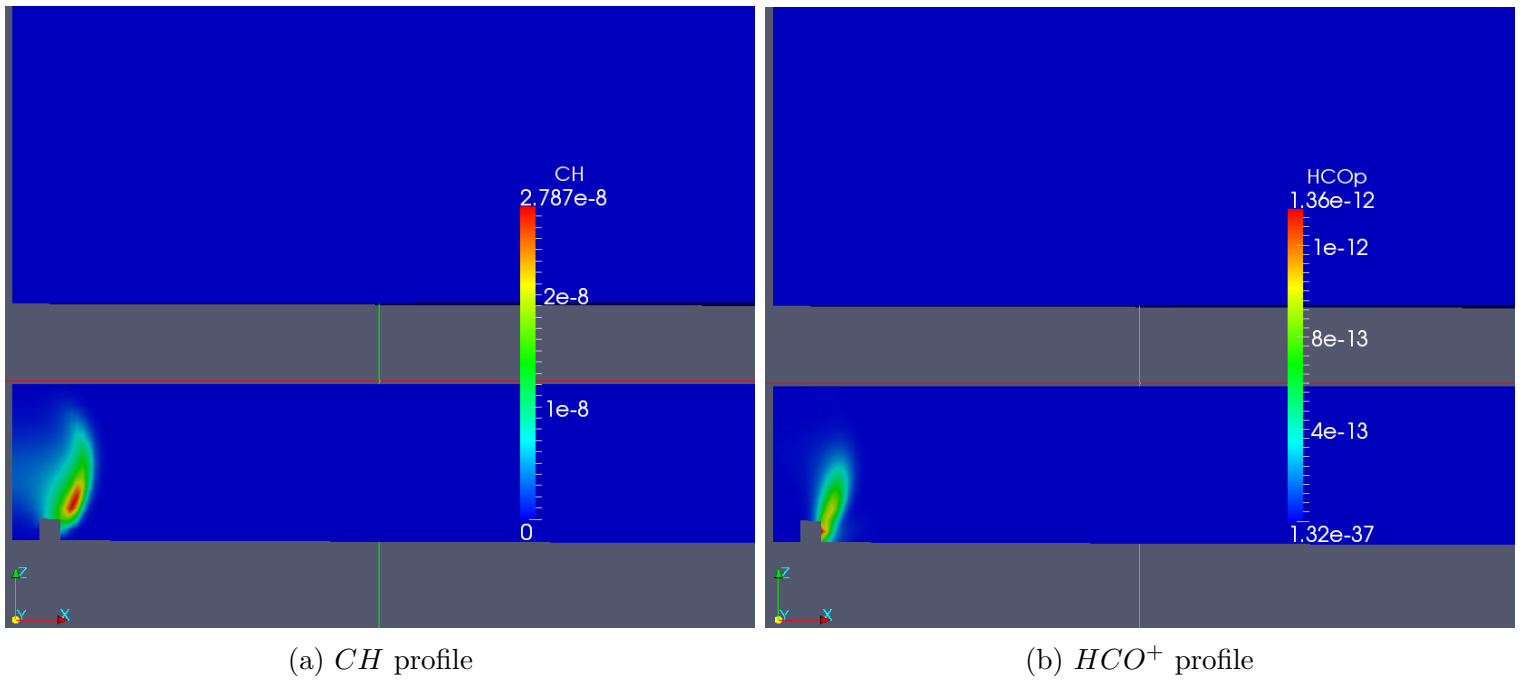 CH
2.787e-8
2e-8
1e-8
0
Z
Y
X
HCOp
1.36e-12
1e-12
8e-13
4e-13
1.32e-37
Z
Y
X
(a) CH profile
(b) HCO⁺ profile